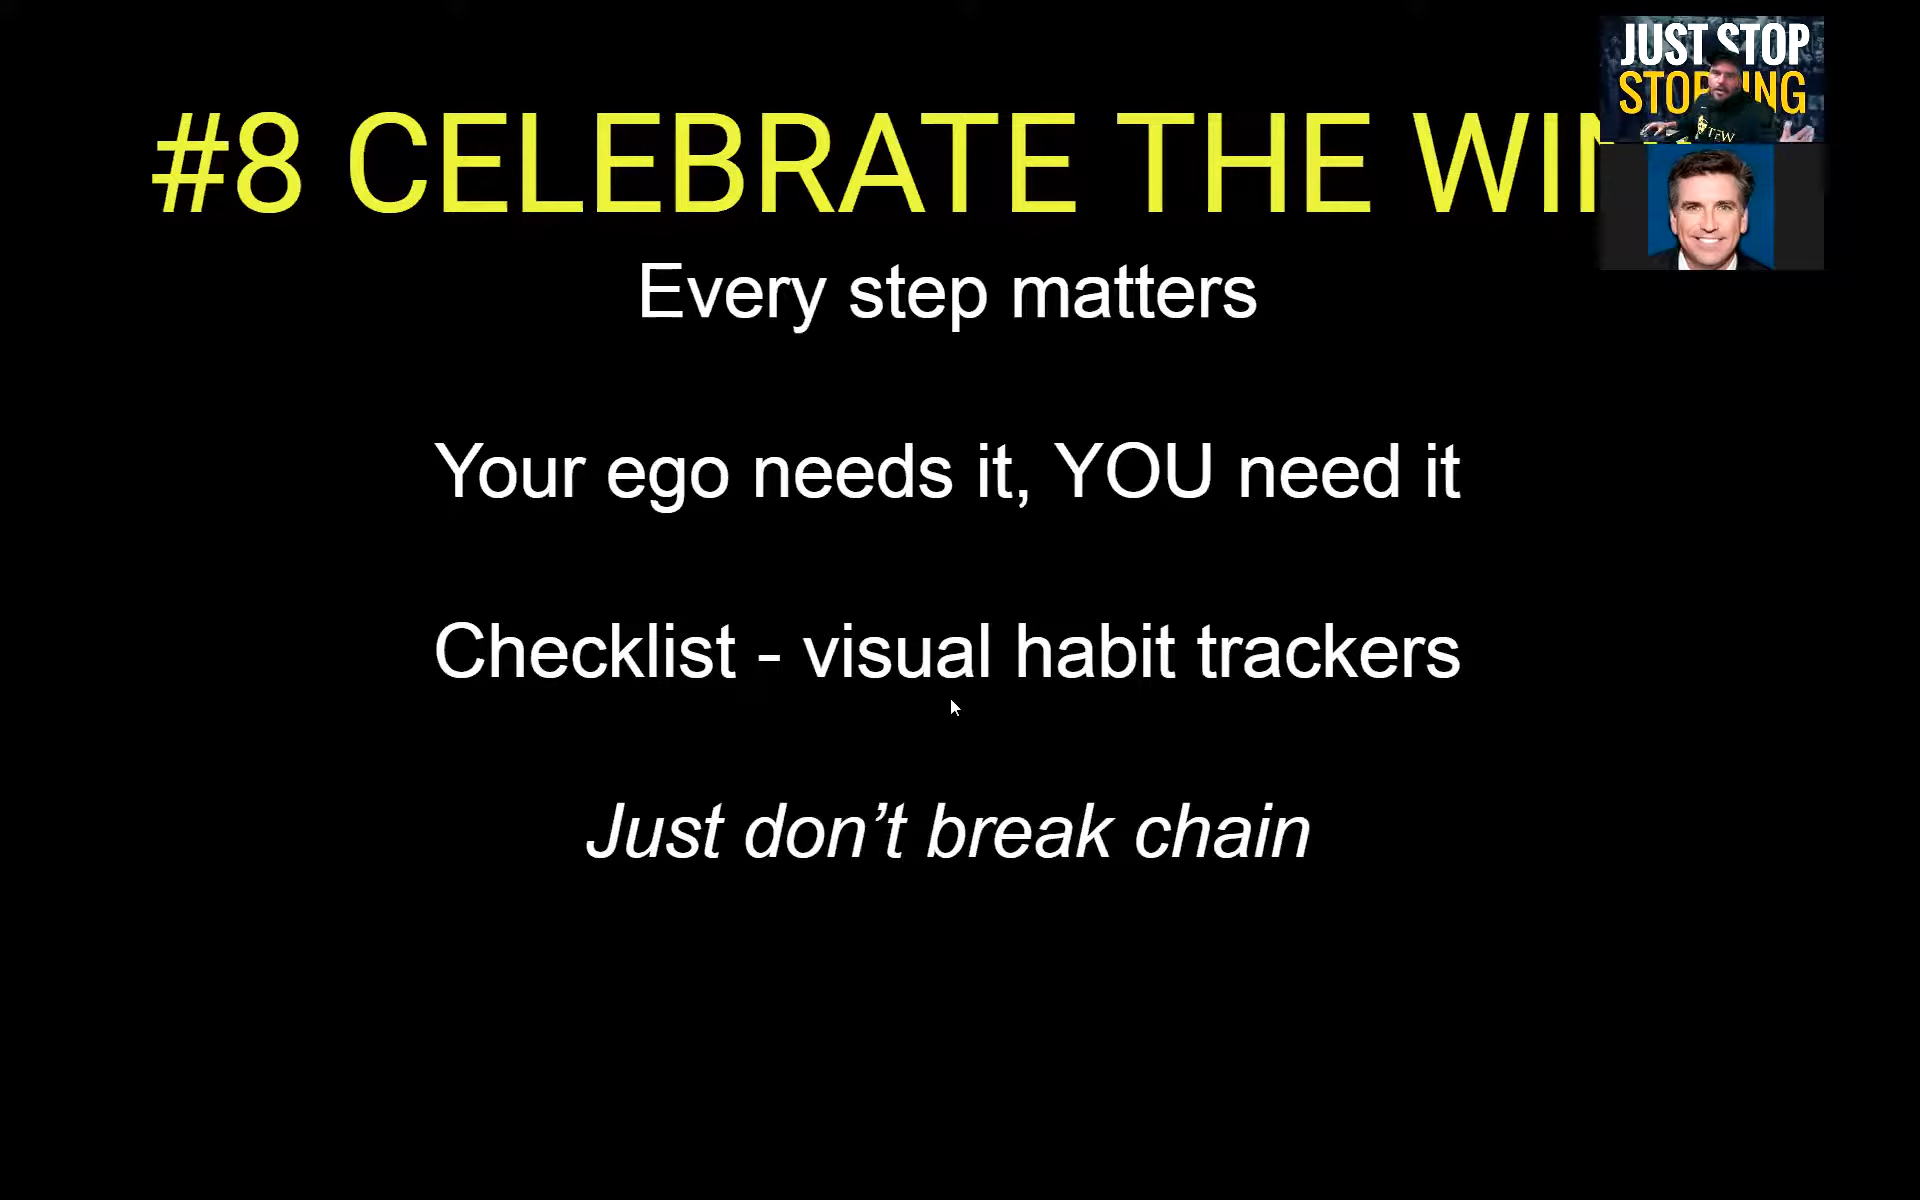 #8 CELEBRATE THE
Every step matters
Your ego needs it, YOU need it
Checklist - visual habit trackers
Just don’t break chain
JUST STOP
TFW